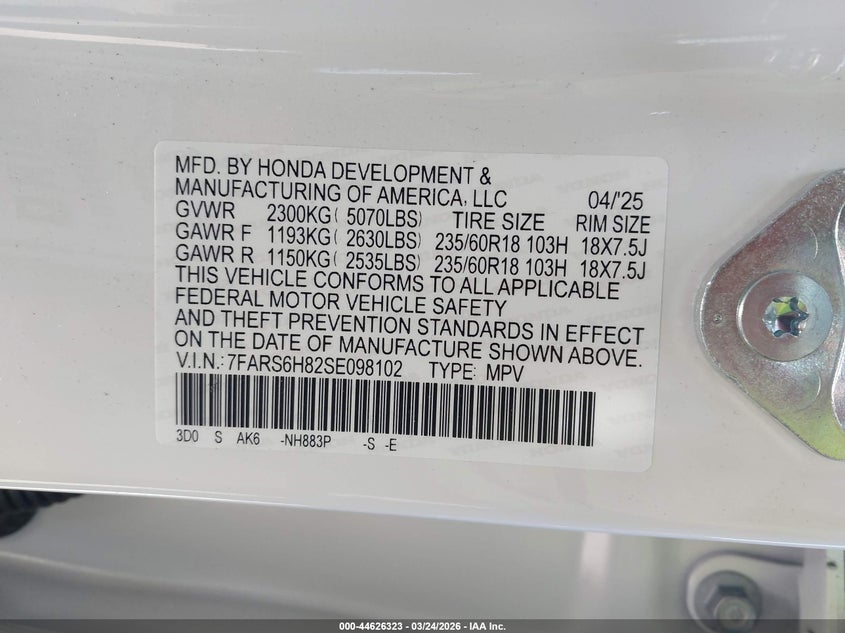 MFD. BY HONDA DEVELOPMENT &
MANUFACTURING OF AMERICA, LLC 04/'25
GVWR 2300KG( 5070LBS) TIRE SIZE RIM SIZE
GAWR F 1193KG( 2630LBS) 235/60R18 103H 18X7.5J
GAWR R 1150KG( 2535LBS) 235/60R18 103H 18X7.5J
THIS VEHICLE CONFORMS TO ALL APPLICABLE
FEDERAL MOTOR VEHICLE SAFETY
AND THEFT PREVENTION STANDARDS IN EFFECT
ON THE DATE OF MANUFACTURE SHOWN ABOVE.
V.I.N.: 7FARS6H82SE098102 TYPE: MPV
3D0 S AK6 -NH883P -S -E
000-44626323 - 03/24/2026 - IAA Inc.